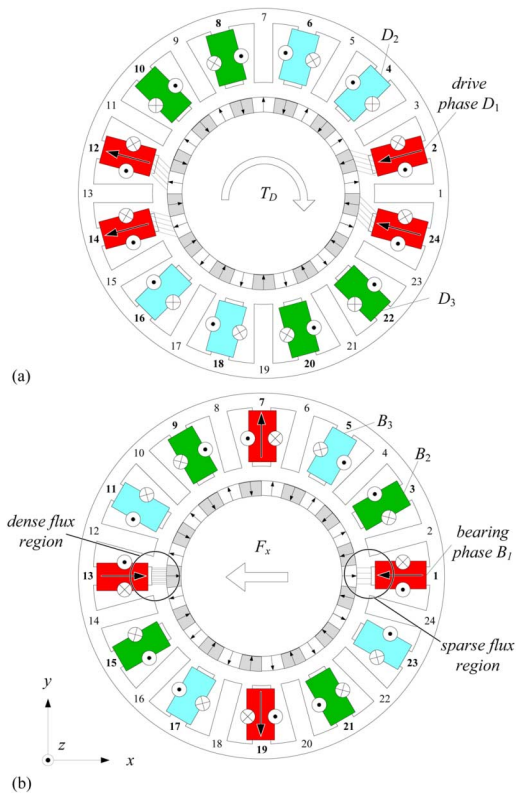 7
8
6
9
5
D₂
10
4
11
3
drive
phase D₁
12
2
13
T_D
1
14
24
15
23
16
22
D₃
17
21
18
20
19
(a)
7
8
6
9
5
B₃
10
4
B₂
11
3
dense flux
region
12
2
bearing
phase B₁
F_x
13
1
14
24
sparse flux
region
15
23
16
22
17
21
18
20
19
y
z
x
(b)